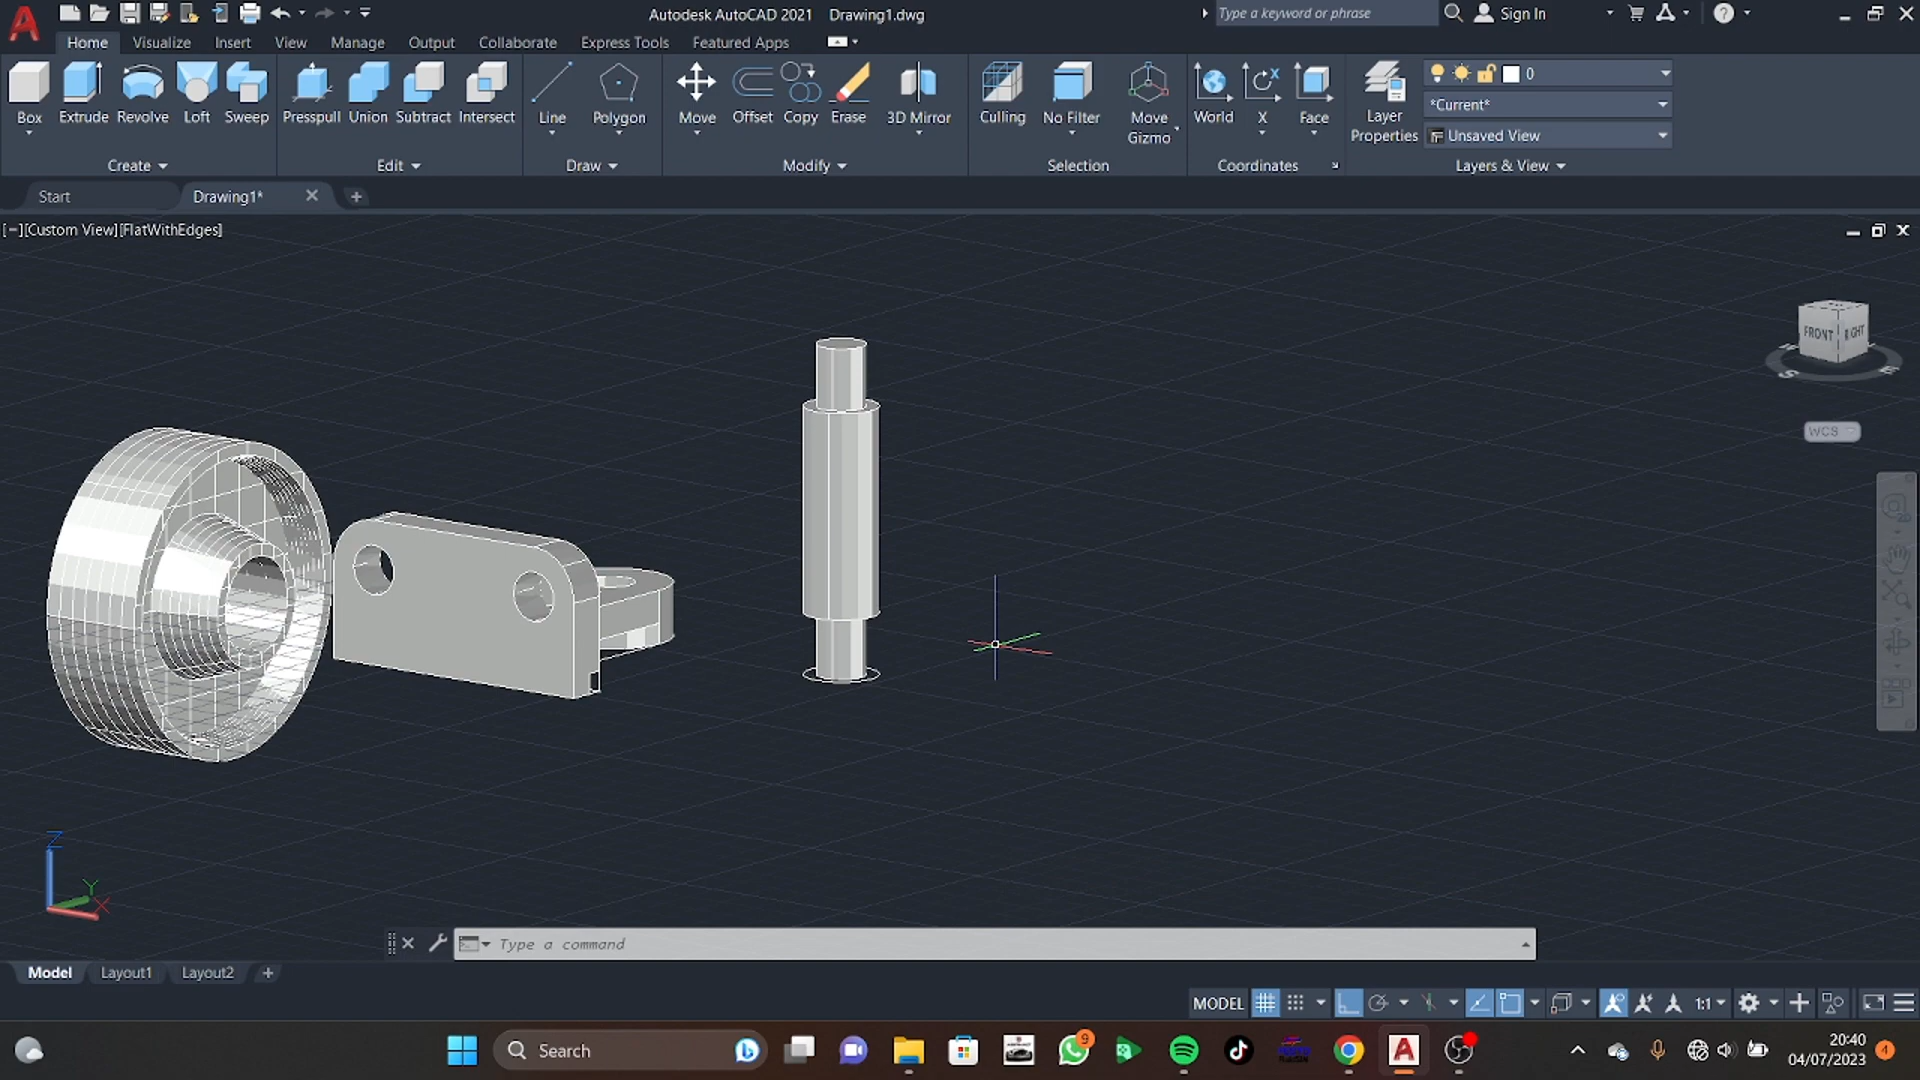 Autodesk AutoCAD 2021 Drawing1.dwg
Type a keyword or phrase
Sign In
Home Visualize Insert View Manage Output Collaborate Express Tools Featured Apps
Box Extrude Revolve Loft Sweep Presspull Union Subtract Intersect Line Polygon Move Offset Copy Erase 3D Mirror Culling No Filter Move Gizmo World X Face Layer Properties
0
*Current*
Unsaved View
Create Edit Draw Modify Selection Coordinates Layers & View
Start Drawing1*
[−][Custom View][FlatWithEdges]
FRONT RIGHT
S E
WCS
Z
Y
X
Type a command
Model Layout1 Layout2
MODEL 1:1
Search
9
20:40
04/07/2023
4